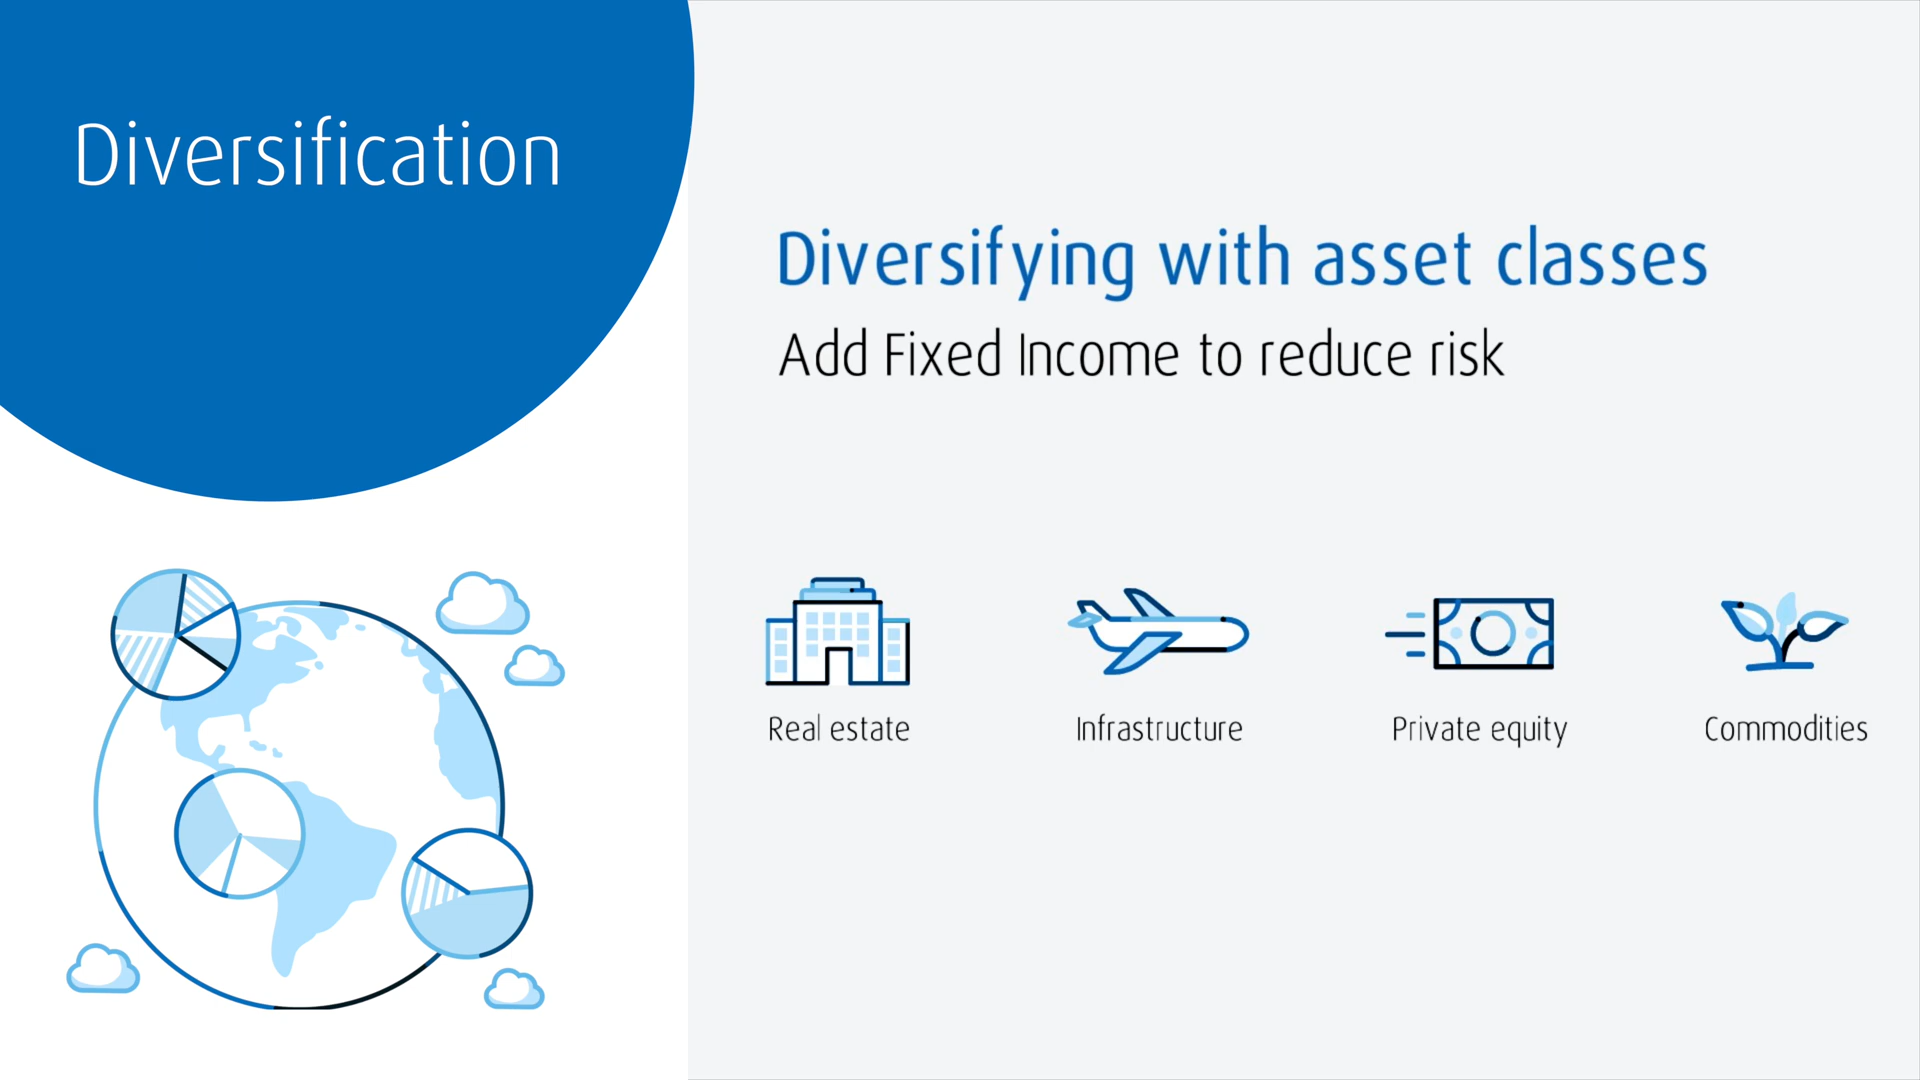 Diversification
Diversifying with asset classes
Add Fixed Income to reduce risk
Real estate
Infrastructure
Private equity
Commodities